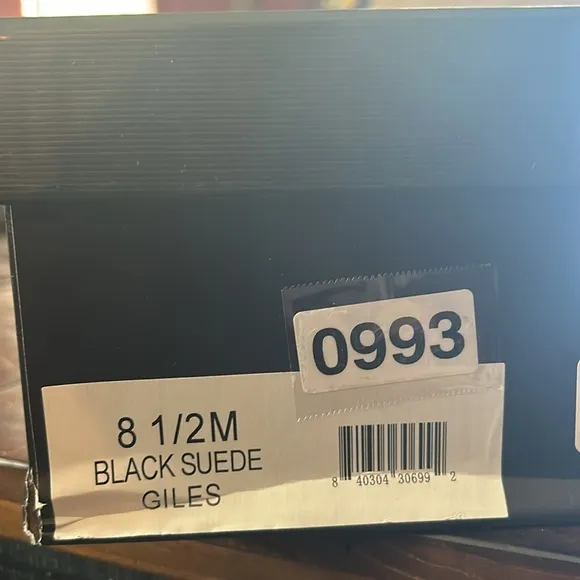 0993
8 1/2M
BLACK SUEDE
GILES
8 40304 30699 2